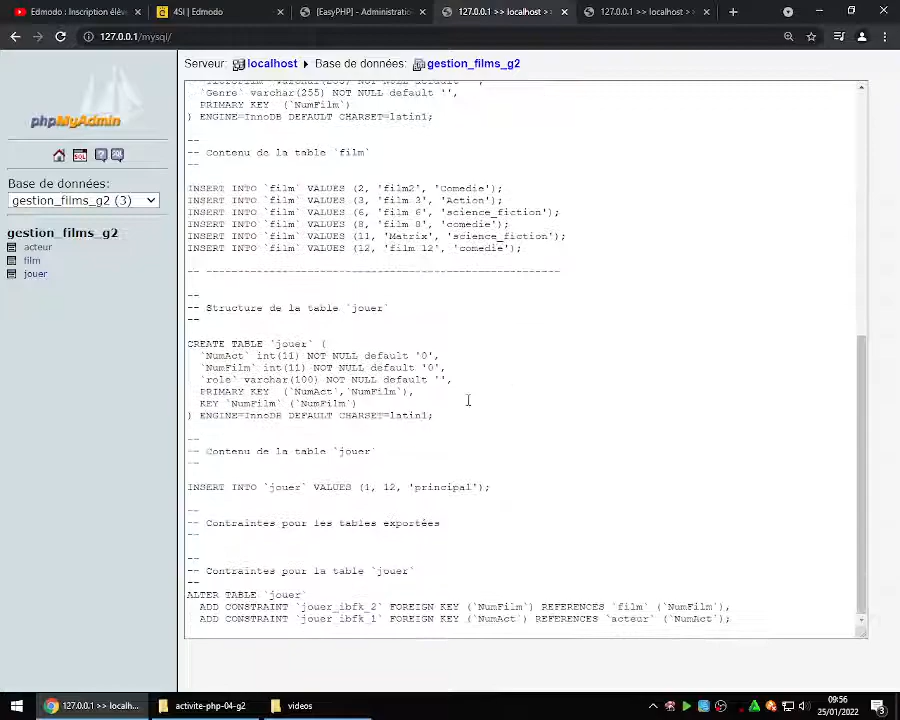 Edmodo : Inscription élèv
4SI | Edmodo
[EasyPHP] - Administratio
127.0.0.1 >> localhost >>
127.0.0.1 >> localhost >>
127.0.0.1/mysql/
phpMyAdmin
Base de données:
gestion_films_g2 (3)
gestion_films_g2
acteur
film
jouer
Serveur: localhost Base de données: gestion_films_g2
`Genre` varchar(255) NOT NULL default '',
PRIMARY KEY (`NumFilm`)
) ENGINE=InnoDB DEFAULT CHARSET=latin1;
--
-- Contenu de la table `film`
--
INSERT INTO `film` VALUES (2, 'film2', 'Comedie');
INSERT INTO `film` VALUES (3, 'film 3', 'Action');
INSERT INTO `film` VALUES (6, 'film 6', 'science_fiction');
INSERT INTO `film` VALUES (8, 'film 8', 'comedie');
INSERT INTO `film` VALUES (11, 'Matrix', 'science_fiction');
INSERT INTO `film` VALUES (12, 'film 12', 'comedie');
-- --------------------------------------------------------
--
-- Structure de la table `jouer`
--
CREATE TABLE `jouer` (
`NumAct` int(11) NOT NULL default '0',
`NumFilm` int(11) NOT NULL default '0',
`role` varchar(100) NOT NULL default '',
PRIMARY KEY (`NumAct`,`NumFilm`),
KEY `NumFilm` (`NumFilm`)
) ENGINE=InnoDB DEFAULT CHARSET=latin1;
--
-- Contenu de la table `jouer`
--
INSERT INTO `jouer` VALUES (1, 12, 'principal');
--
-- Contraintes pour les tables exportées
--
--
-- Contraintes pour la table `jouer`
--
ALTER TABLE `jouer`
ADD CONSTRAINT `jouer_ibfk_2` FOREIGN KEY (`NumFilm`) REFERENCES `film` (`NumFilm`),
ADD CONSTRAINT `jouer_ibfk_1` FOREIGN KEY (`NumAct`) REFERENCES `acteur` (`NumAct`);
127.0.0.1 >> localh...
activite-php-04-g2
videos
09:56
25/01/2022